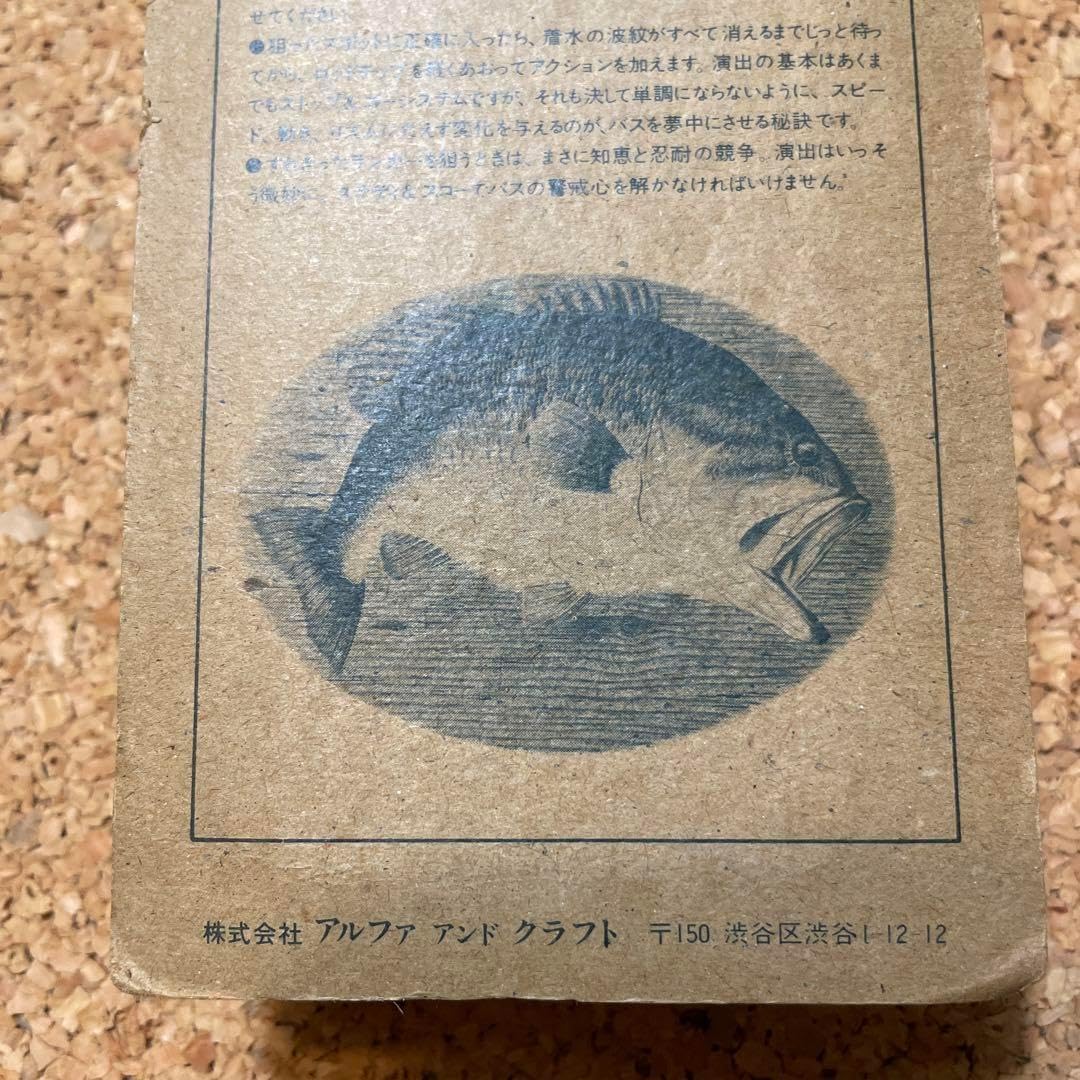 せてください。
●狙ったスポットに正確に入ったら、着水の波紋がすべて消えるまでじっと待っ
てから、ロッドティップを軽くあおってアクションを加えます。演出の基本はあくま
でもストップ&ゴーシステムですが、それも決して単調にならないように、スピー
ド、動き、リズムにたえず変化を与えるのが、バスを夢中にさせる秘訣です。
●すれきったランカーを狙うときは、まさに知恵と忍耐の競争。演出はいっそ
う微妙に、ステディ&スローでバスの警戒心を解かなければいけません。
株式会社 アルファ アンド クラフト 〒150 渋谷区渋谷1-12-12